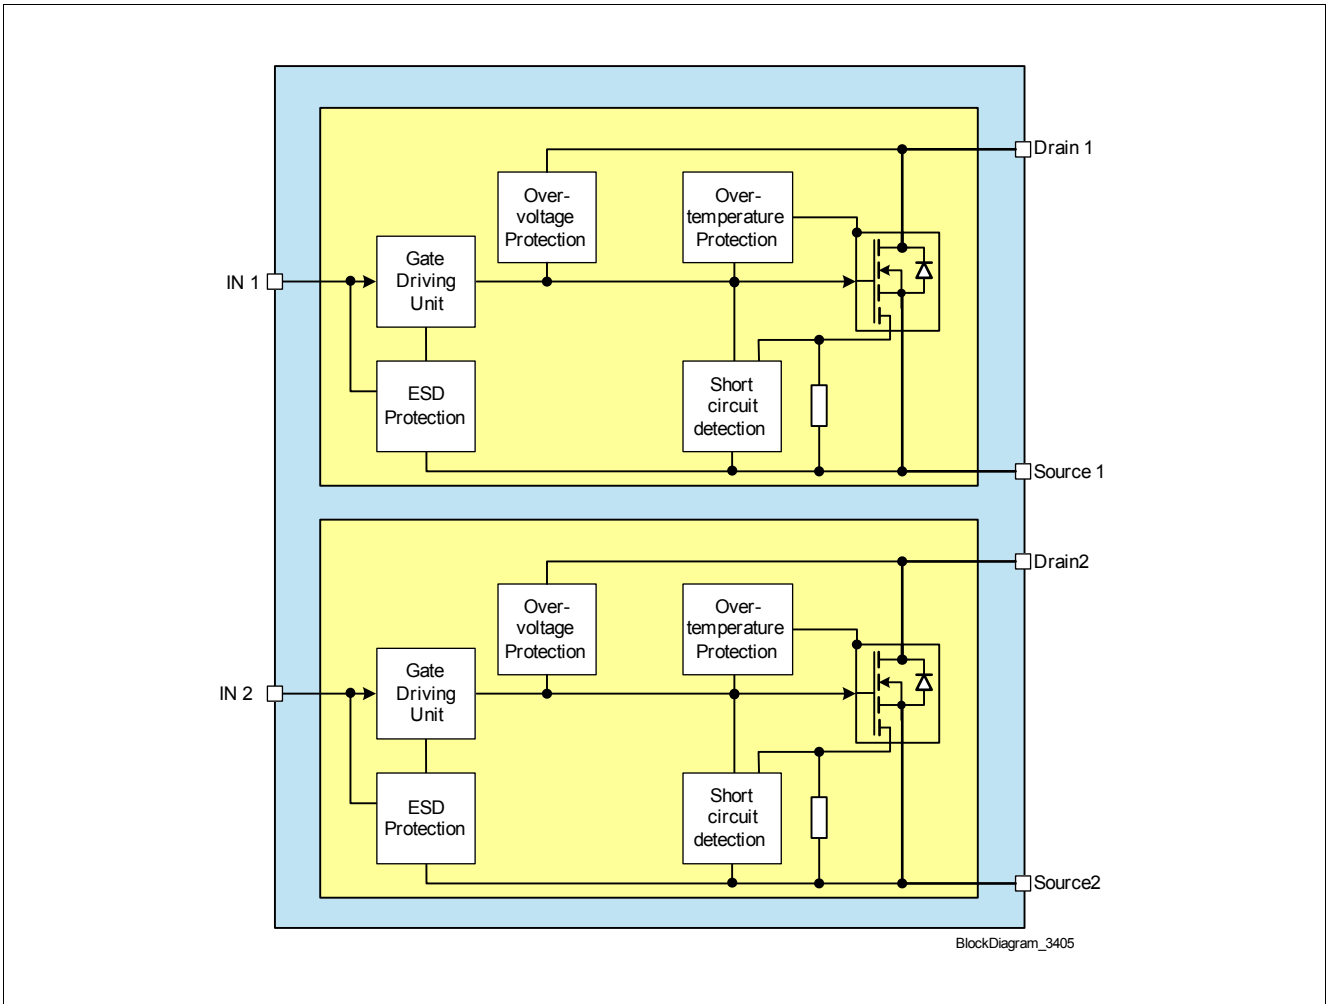 Drain 1
Over-
voltage
Protection
Over-
temperature
Protection
IN 1
Gate
Driving
Unit
ESD
Protection
Short
circuit
detection
Source 1
Drain2
Over-
voltage
Protection
Over-
temperature
Protection
IN 2
Gate
Driving
Unit
ESD
Protection
Short
circuit
detection
Source2
BlockDiagram_3405